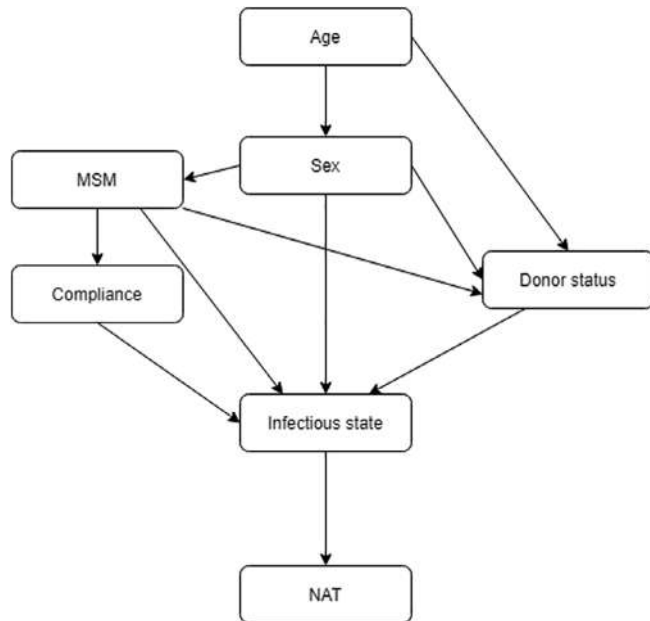 Age
Sex
MSM
Donor status
Compliance
Infectious state
NAT